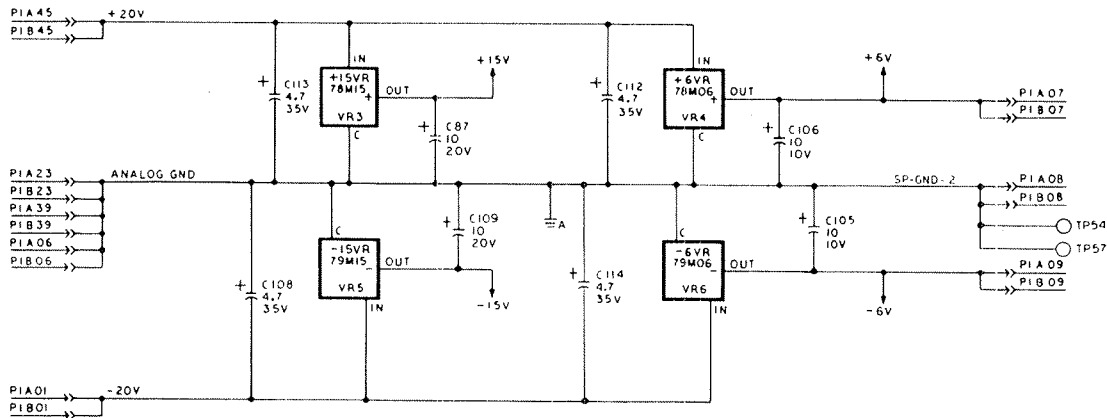 P1A45
P1B45
+20V
IN
+15VR
78M15
+
VR3
C
OUT
+15V
+
C113
4.7
35V
+
C87
10
20V
+
C112
4.7
35V
IN
+6VR
78M06
+
VR4
C
OUT
+6V
+
C106
10
10V
P1A07
P1B07
P1A23
P1B23
P1A39
P1B39
P1A06
P1B06
ANALOG GND
A
SP-GND-2
P1A08
P1B08
TP54
TP57
+
C108
4.7
35V
C
-15VR
79M15
-
VR5
IN
OUT
-15V
+
C109
10
20V
+
C114
4.7
35V
C
-6VR
79M06
-
VR6
IN
OUT
-6V
+
C105
10
10V
P1A09
P1B09
P1A01
P1B01
-20V